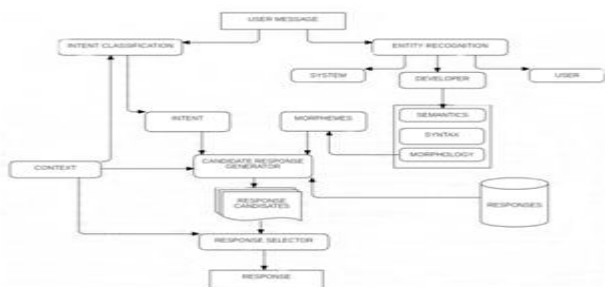 USER MESSAGE
INTENT CLASSIFICATION
ENTITY RECOGNITION
SYSTEM
DEVELOPER
USER
SEMANTICS
INTENT
MORPHEMES
SYNTAX
MORPHOLOGY
CONTEXT
CANDIDATE RESPONSE
GENERATOR
RESPONSE
CANDISATES
RESPONSES
RESPONSE SELECTOR
RESPONSE